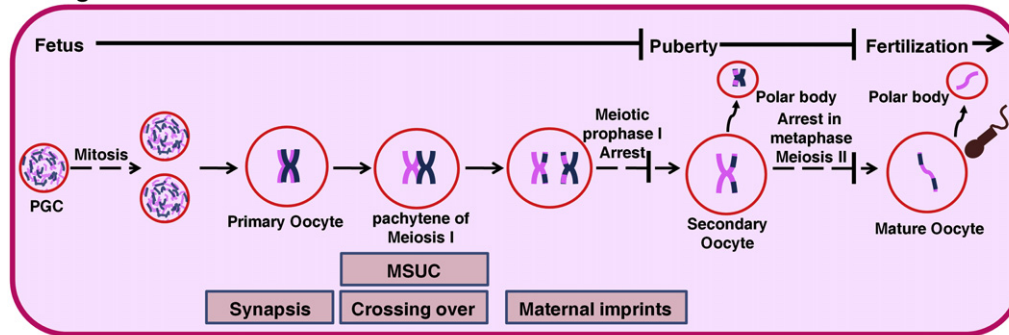 Fetus
Puberty
Fertilization
Polar body
Polar body
Meiotic
prophase I
Arrest
Arrest in
metaphase
Meiosis II
Mitosis
PGC
Primary Oocyte
pachytene of
Meiosis I
Secondary
Oocyte
Mature Oocyte
MSUC
Synapsis
Crossing over
Maternal imprints